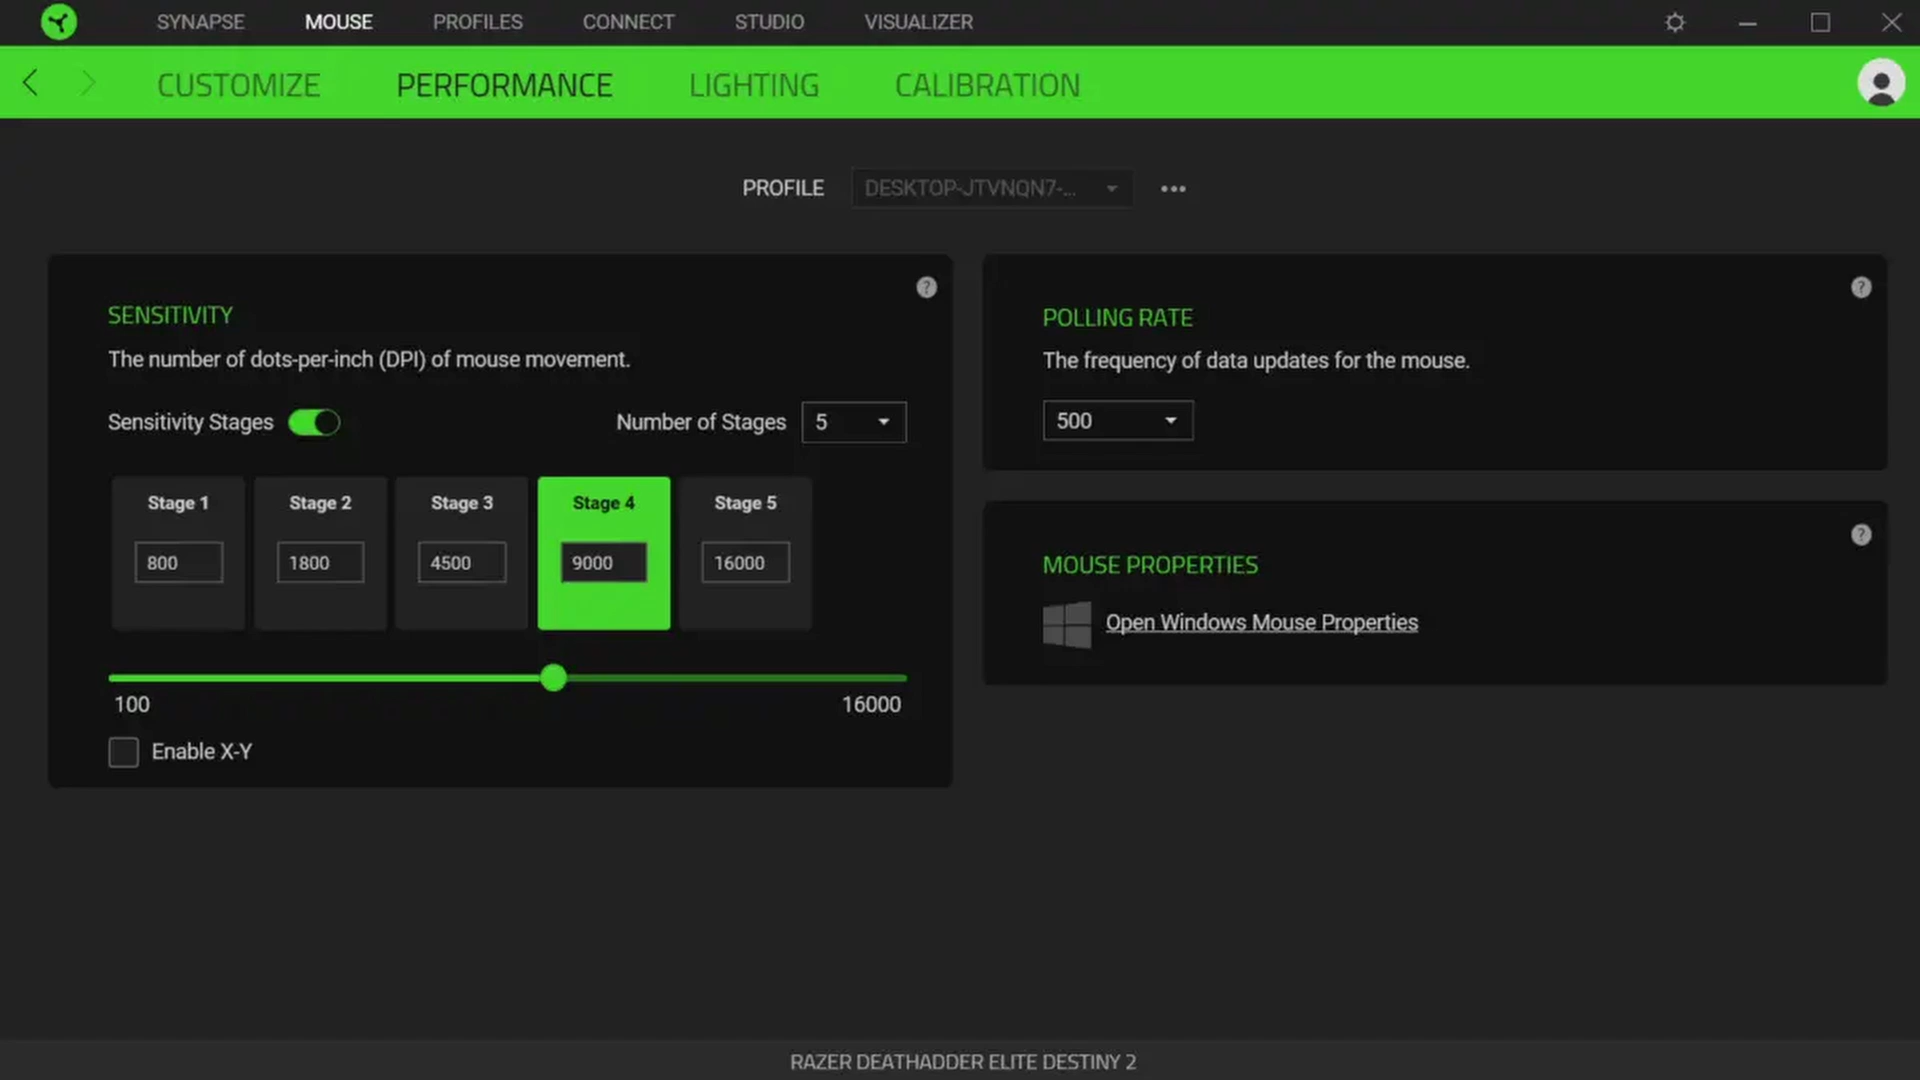 SYNAPSE MOUSE PROFILES CONNECT STUDIO VISUALIZER
CUSTOMIZE PERFORMANCE LIGHTING CALIBRATION
PROFILE DESKTOP-JTVNQN7-...
SENSITIVITY
The number of dots-per-inch (DPI) of mouse movement.
Sensitivity Stages Number of Stages 5
Stage 1 Stage 2 Stage 3 Stage 4 Stage 5
800 1800 4500 9000 16000
100 16000
Enable X-Y
POLLING RATE
The frequency of data updates for the mouse.
500
MOUSE PROPERTIES
Open Windows Mouse Properties
RAZER DEATHADDER ELITE DESTINY 2